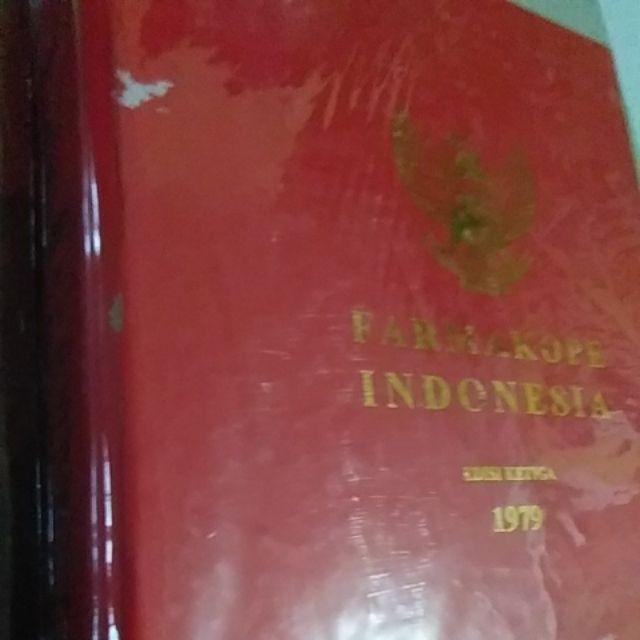 FARMAKOPE
INDONESIA
EDISI KETIGA
1979